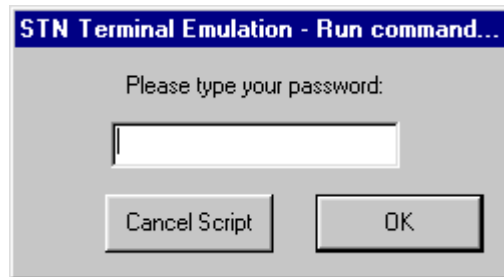 STN Terminal Emulation - Run command...
Please type your password:
Cancel Script OK